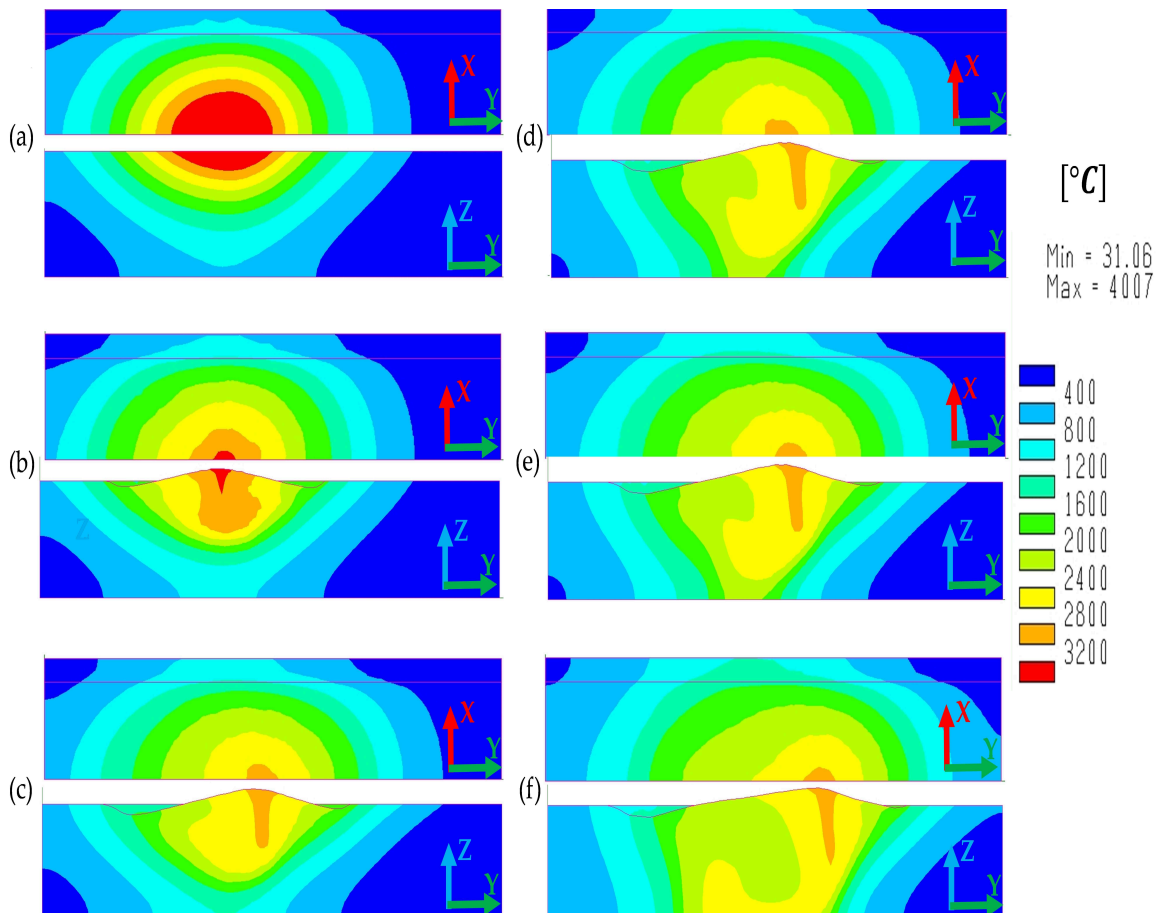 X
Y
(a)
Z
Y
X
Y
(d)
Z
Y
[°C]
Min = 31.06
Max = 4007
X
Y
(b)
Z
Z
Y
X
Y
(e)
Z
Y
400
800
1200
1600
2000
2400
2800
3200
X
Y
(c)
Z
Y
X
Y
(f)
Z
Y